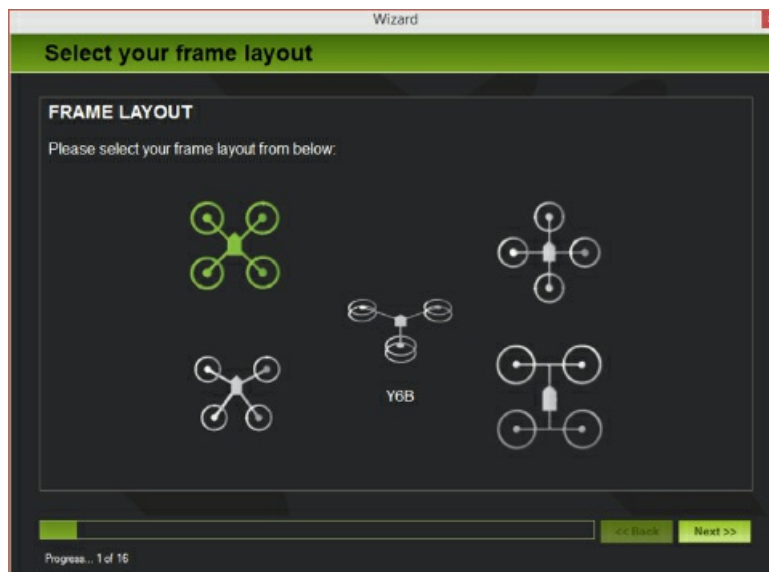 Wizard
Select your frame layout
FRAME LAYOUT
Please select your frame layout from below:
Y6B
<< Back
Next >>
Progress... 1 of 16